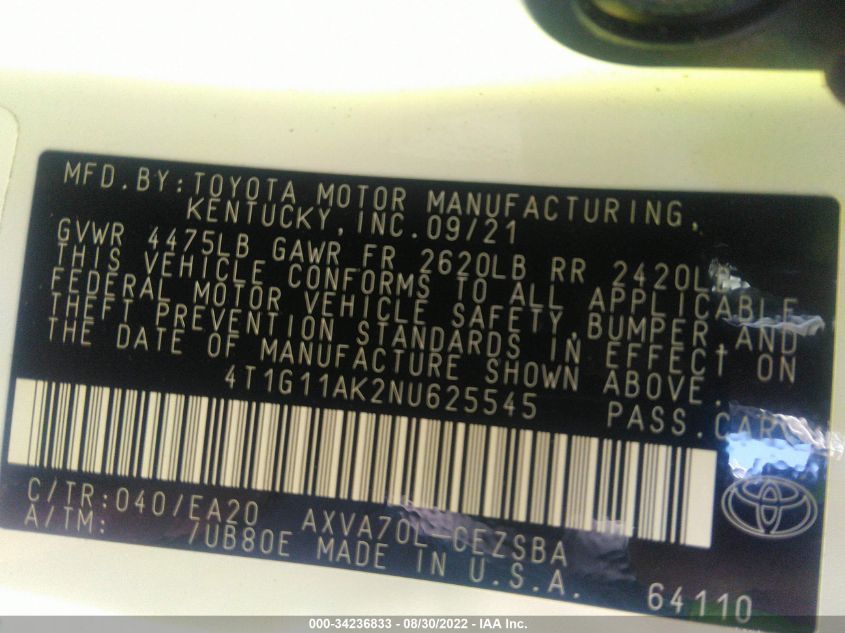 MFD.BY:TOYOTA MOTOR MANUFACTURING,
KENTUCKY,INC.09/21
GVWR 4475LB GAWR FR 2620LB RR 2420LB
THIS VEHICLE CONFORMS TO ALL APPLICABLE
FEDERAL MOTOR VEHICLE SAFETY,BUMPER,AND
THEFT PREVENTION STANDARDS IN EFFECT ON
THE DATE OF MANUFACTURE SHOWN ABOVE.
4T1G11AK2NU625545 PASS.CAR
C/TR:040/EA20 AXVA70L-CEZSBA
A/TM: /UB80E MADE IN U.S.A.
64110
000-34236833 - 08/30/2022 - IAA Inc.